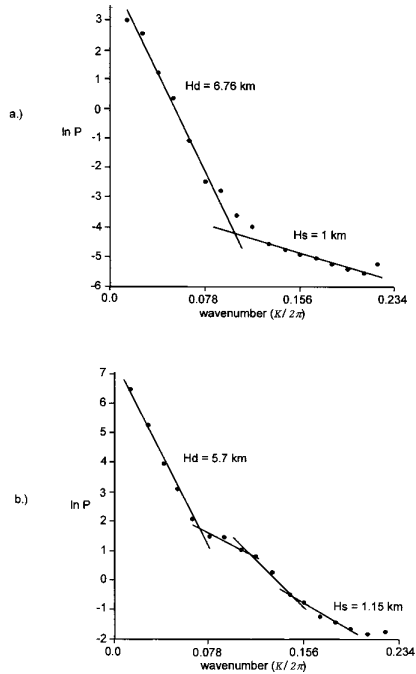 a.)
ln P
3
2
1
0
-1
-2
-3
-4
-5
-6
Hd = 6.76 km
Hs = 1 km
0.0 0.078 0.156 0.234
wavenumber (K/2π)
b.)
ln P
7
6
5
4
3
2
1
0
-1
-2
Hd = 5.7 km
Hs = 1.15 km
0.0 0.078 0.156 0.234
wavenumber (K/2π)